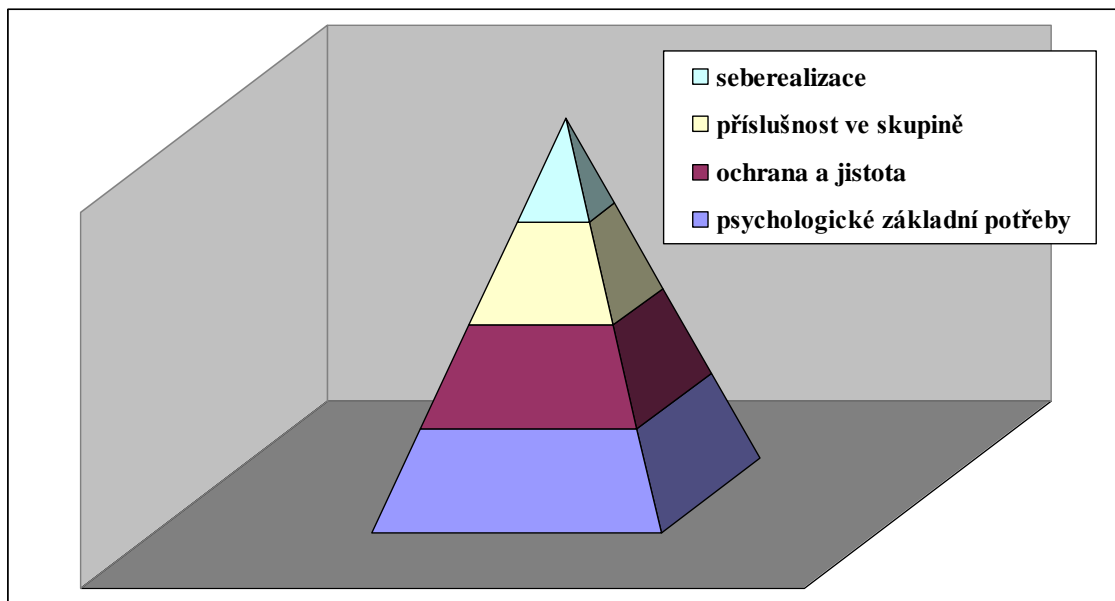 seberealizace
příslušnost ve skupině
ochrana a jistota
psychologické základní potřeby